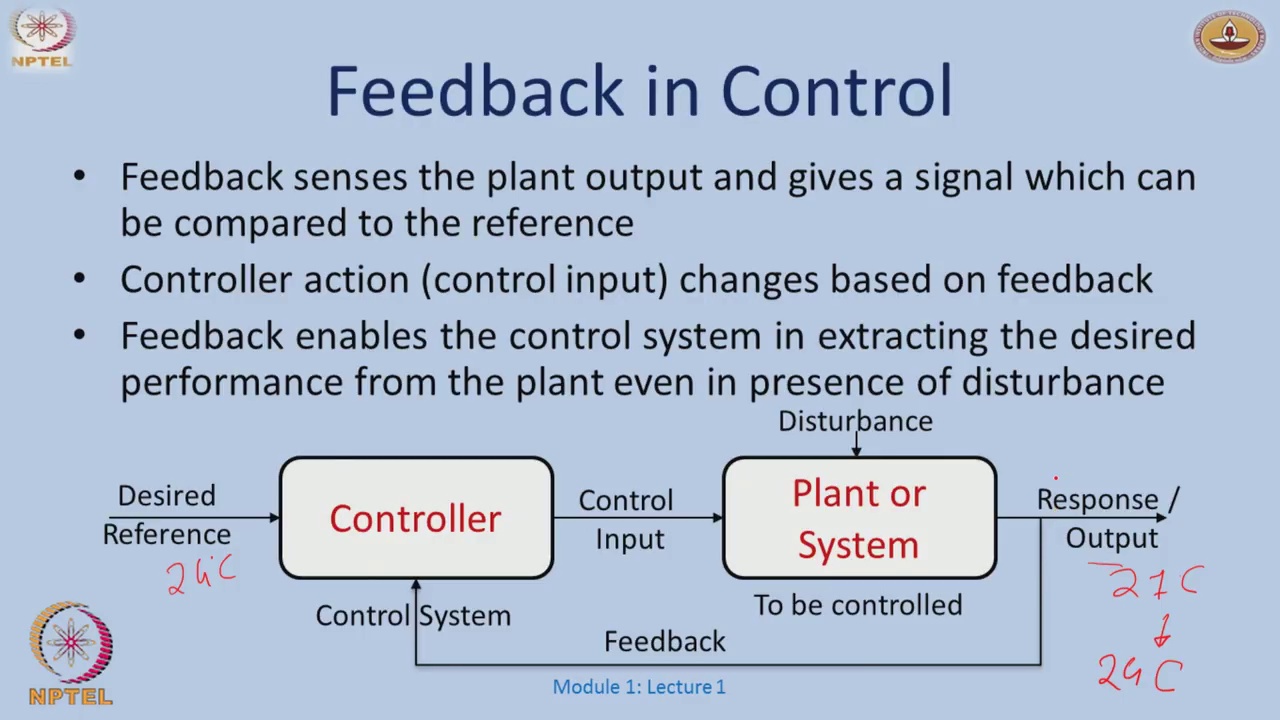 NPTEL
Feedback in Control
• Feedback senses the plant output and gives a signal which can
be compared to the reference
• Controller action (control input) changes based on feedback
• Feedback enables the control system in extracting the desired
performance from the plant even in presence of disturbance
Disturbance
Desired
Reference
24°C
Controller
Control System
Control
Input
Plant or
System
To be controlled
Response /
Output
27 C
24 C
Feedback
NPTEL
Module 1: Lecture 1